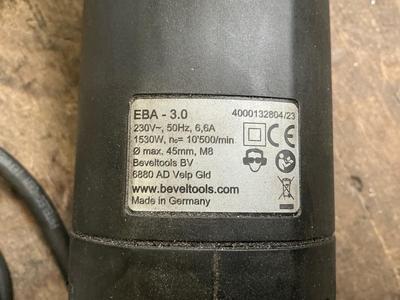 EBA - 3.0 4000132804/23
230V~, 50Hz, 6,6A
1530W, n₀= 10'500/min
Ø max. 45mm, M8
Beveltools BV
6880 AD Velp Gld
www.beveltools.com
Made in Germany
CE